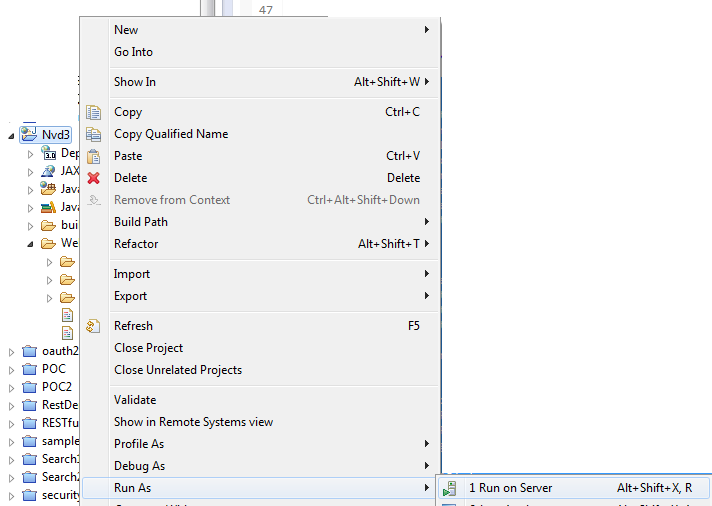 47
New
Go Into
Show In Alt+Shift+W
Copy Ctrl+C
Copy Qualified Name
Nvd3
Paste Ctrl+V
3.0 Dep
JAX
Delete Delete
Java
Remove from Context Ctrl+Alt+Shift+Down
Java
bui
Build Path
We
Refactor Alt+Shift+T
Import
Export
Refresh F5
oauth2
Close Project
POC
Close Unrelated Projects
POC2
RestDe
Validate
RESTfu
Show in Remote Systems view
sample
Profile As
Search
Debug As
Search2
Run As
1 Run on Server Alt+Shift+X, R
security